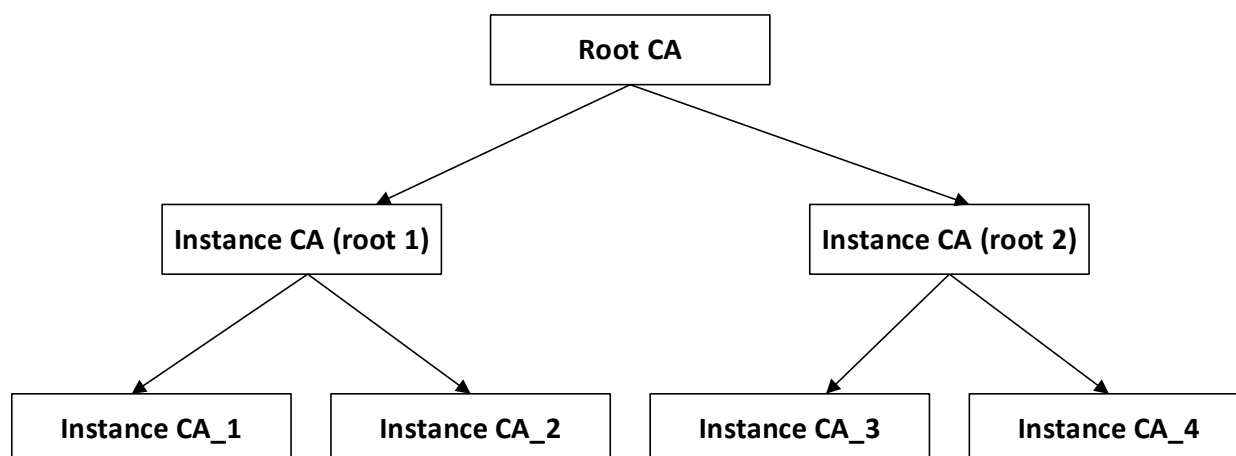 Root CA
Instance CA (root 1)
Instance CA (root 2)
Instance CA_1
Instance CA_2
Instance CA_3
Instance CA_4